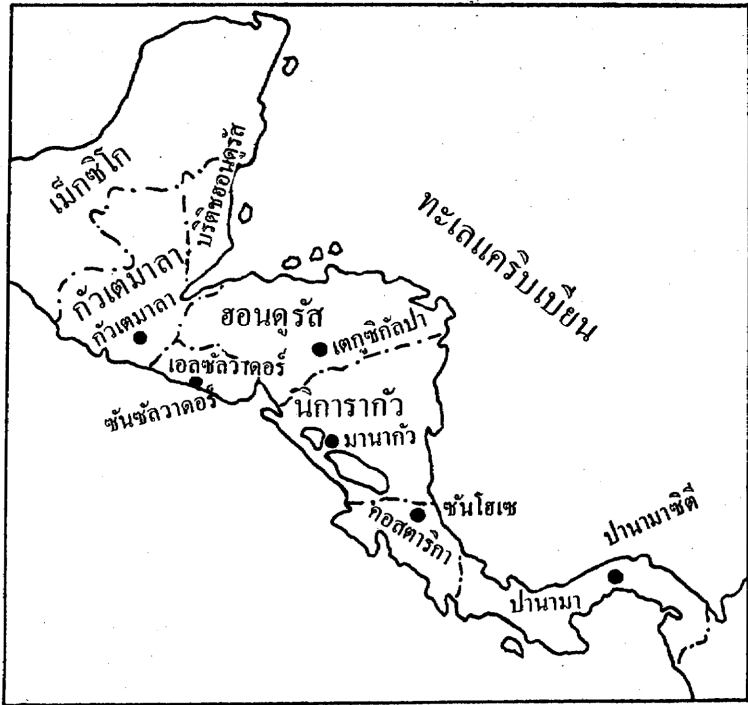 เม็กซิโก
บริติชฮอนดูรัส
ทะเลแคริบเบียน
กัวเตมาลา
กัวเตมาลา
ฮอนดูรัส
เตกูซิกัลปา
เอลซัลวาดอร์
ซันซัลวาดอร์
นิการากัว
มานากัว
ซันโฮเซ
คอสตาริกา
ปานามาซิตี
ปานามา